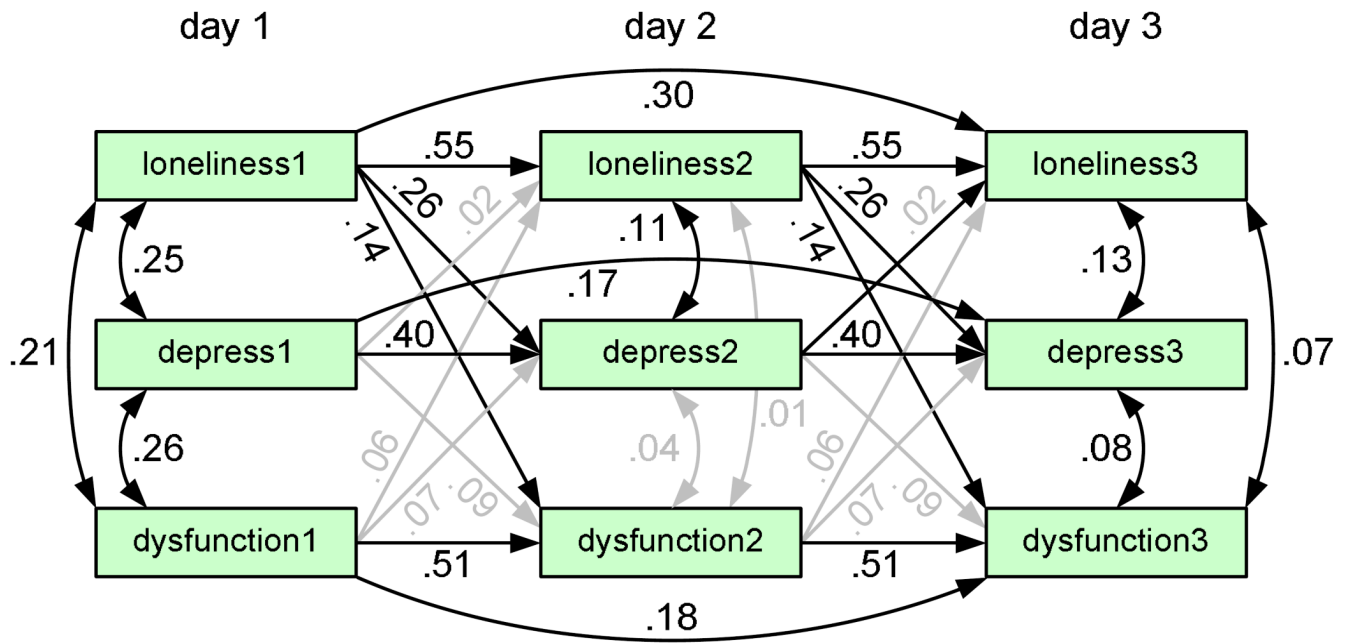 day 1 day 2 day 3
.30
loneliness1 .55 loneliness2 .55 loneliness3
.26 .02 .26 .02
.14 .11 .14
.25 .13
.17
.21 depress1 .40 depress2 .40 depress3 .07
.01
.26 .06 .04 .06 .08
.07 .09 .07 .09
dysfunction1 dysfunction2 dysfunction3
.51 .51
.18